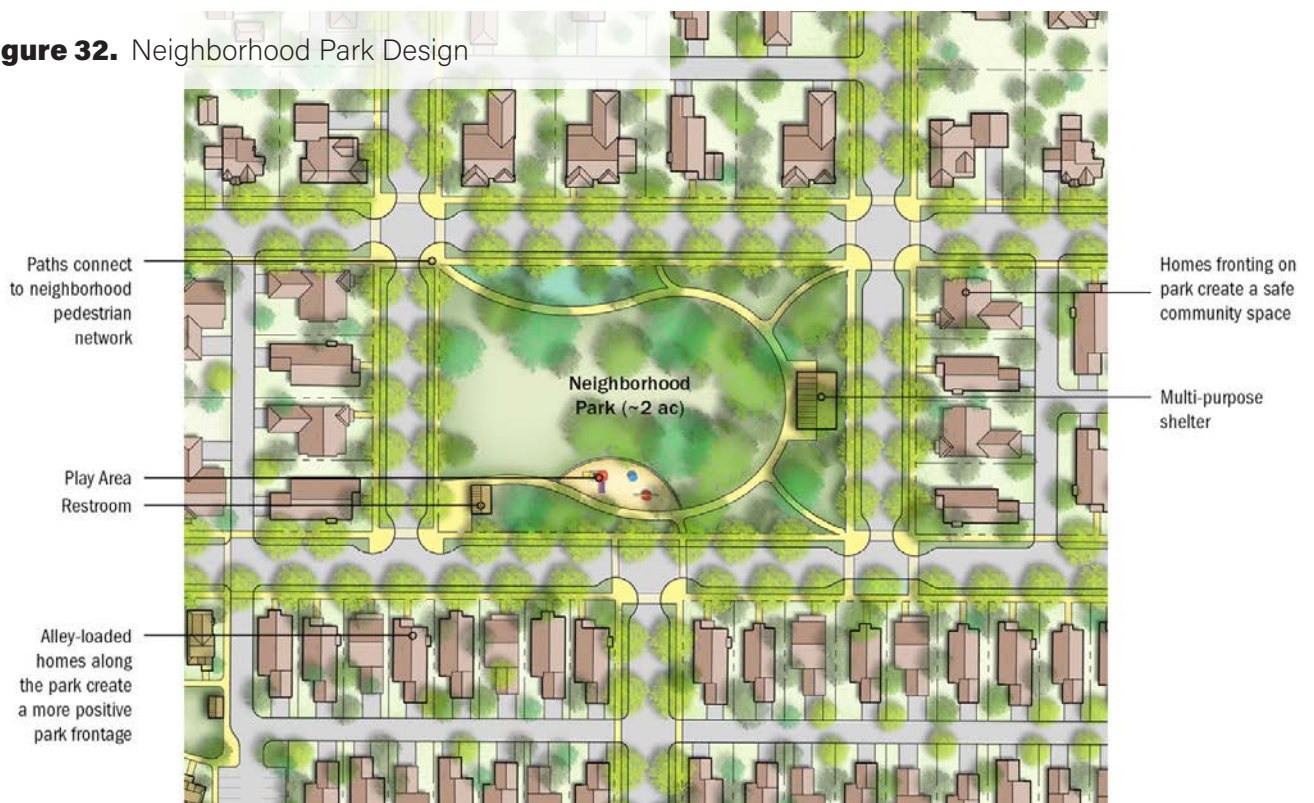 gure 32. Neighborhood Park Design
Paths connect
to neighborhood
pedestrian
network
Homes fronting on
park create a safe
community space
Neighborhood
Park (~2 ac)
Multi-purpose
shelter
Play Area
Restroom
Alley-loaded
homes along
the park create
a more positive
park frontage